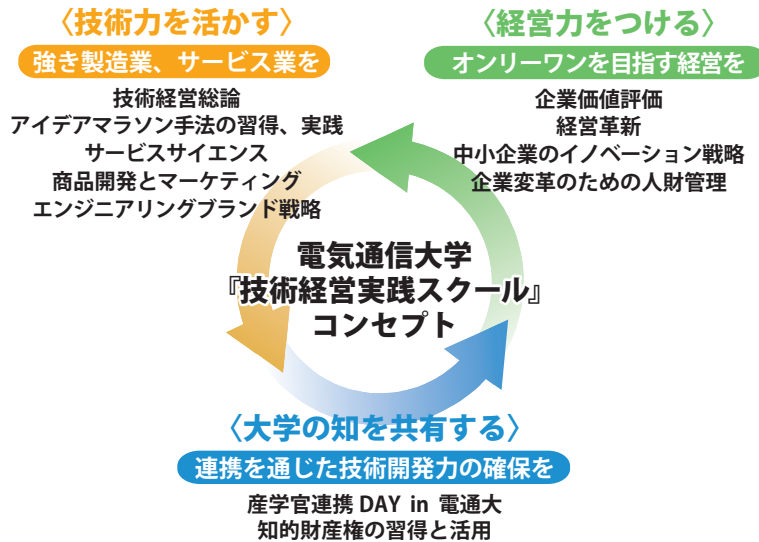 〈技術力を活かす〉
強き製造業、サービス業を
技術経営総論
アイデアマラソン手法の習得、実践
サービスサイエンス
商品開発とマーケティング
エンジニアリングブランド戦略
〈経営力をつける〉
オンリーワンを目指す経営を
企業価値評価
経営革新
中小企業のイノベーション戦略
企業変革のための人財管理
電気通信大学
『技術経営実践スクール』
コンセプト
〈大学の知を共有する〉
連携を通じた技術開発力の確保を
産学官連携 DAY in 電通大
知的財産権の習得と活用